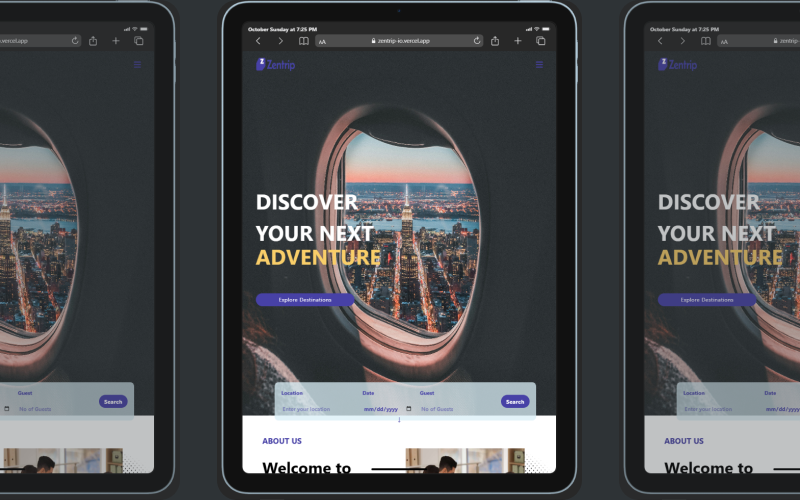 .vercel.app
October Sunday at 7:25 PM
AA
zentrip-io.vercel.app
Zentrip
DISCOVER
YOUR NEXT
ADVENTURE
Explore Destinations
Location
Date
Guest
Enter your location
mm/dd/yyyy
No of Guests
Search
ABOUT US
Welcome to
Guest
No of Guests
Search
October Sunday at 7:25 PM
AA
Zentrip
DISCOVER
YOUR NEXT
ADVENTURE
Explore Destinations
Location
Date
Enter your location
mm/dd/yyyy
ABOUT US
Welcome to